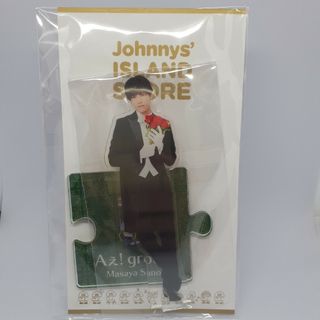 Johnnys'
ISLAND
STORE
Aぇ! gro
Masaya Sano